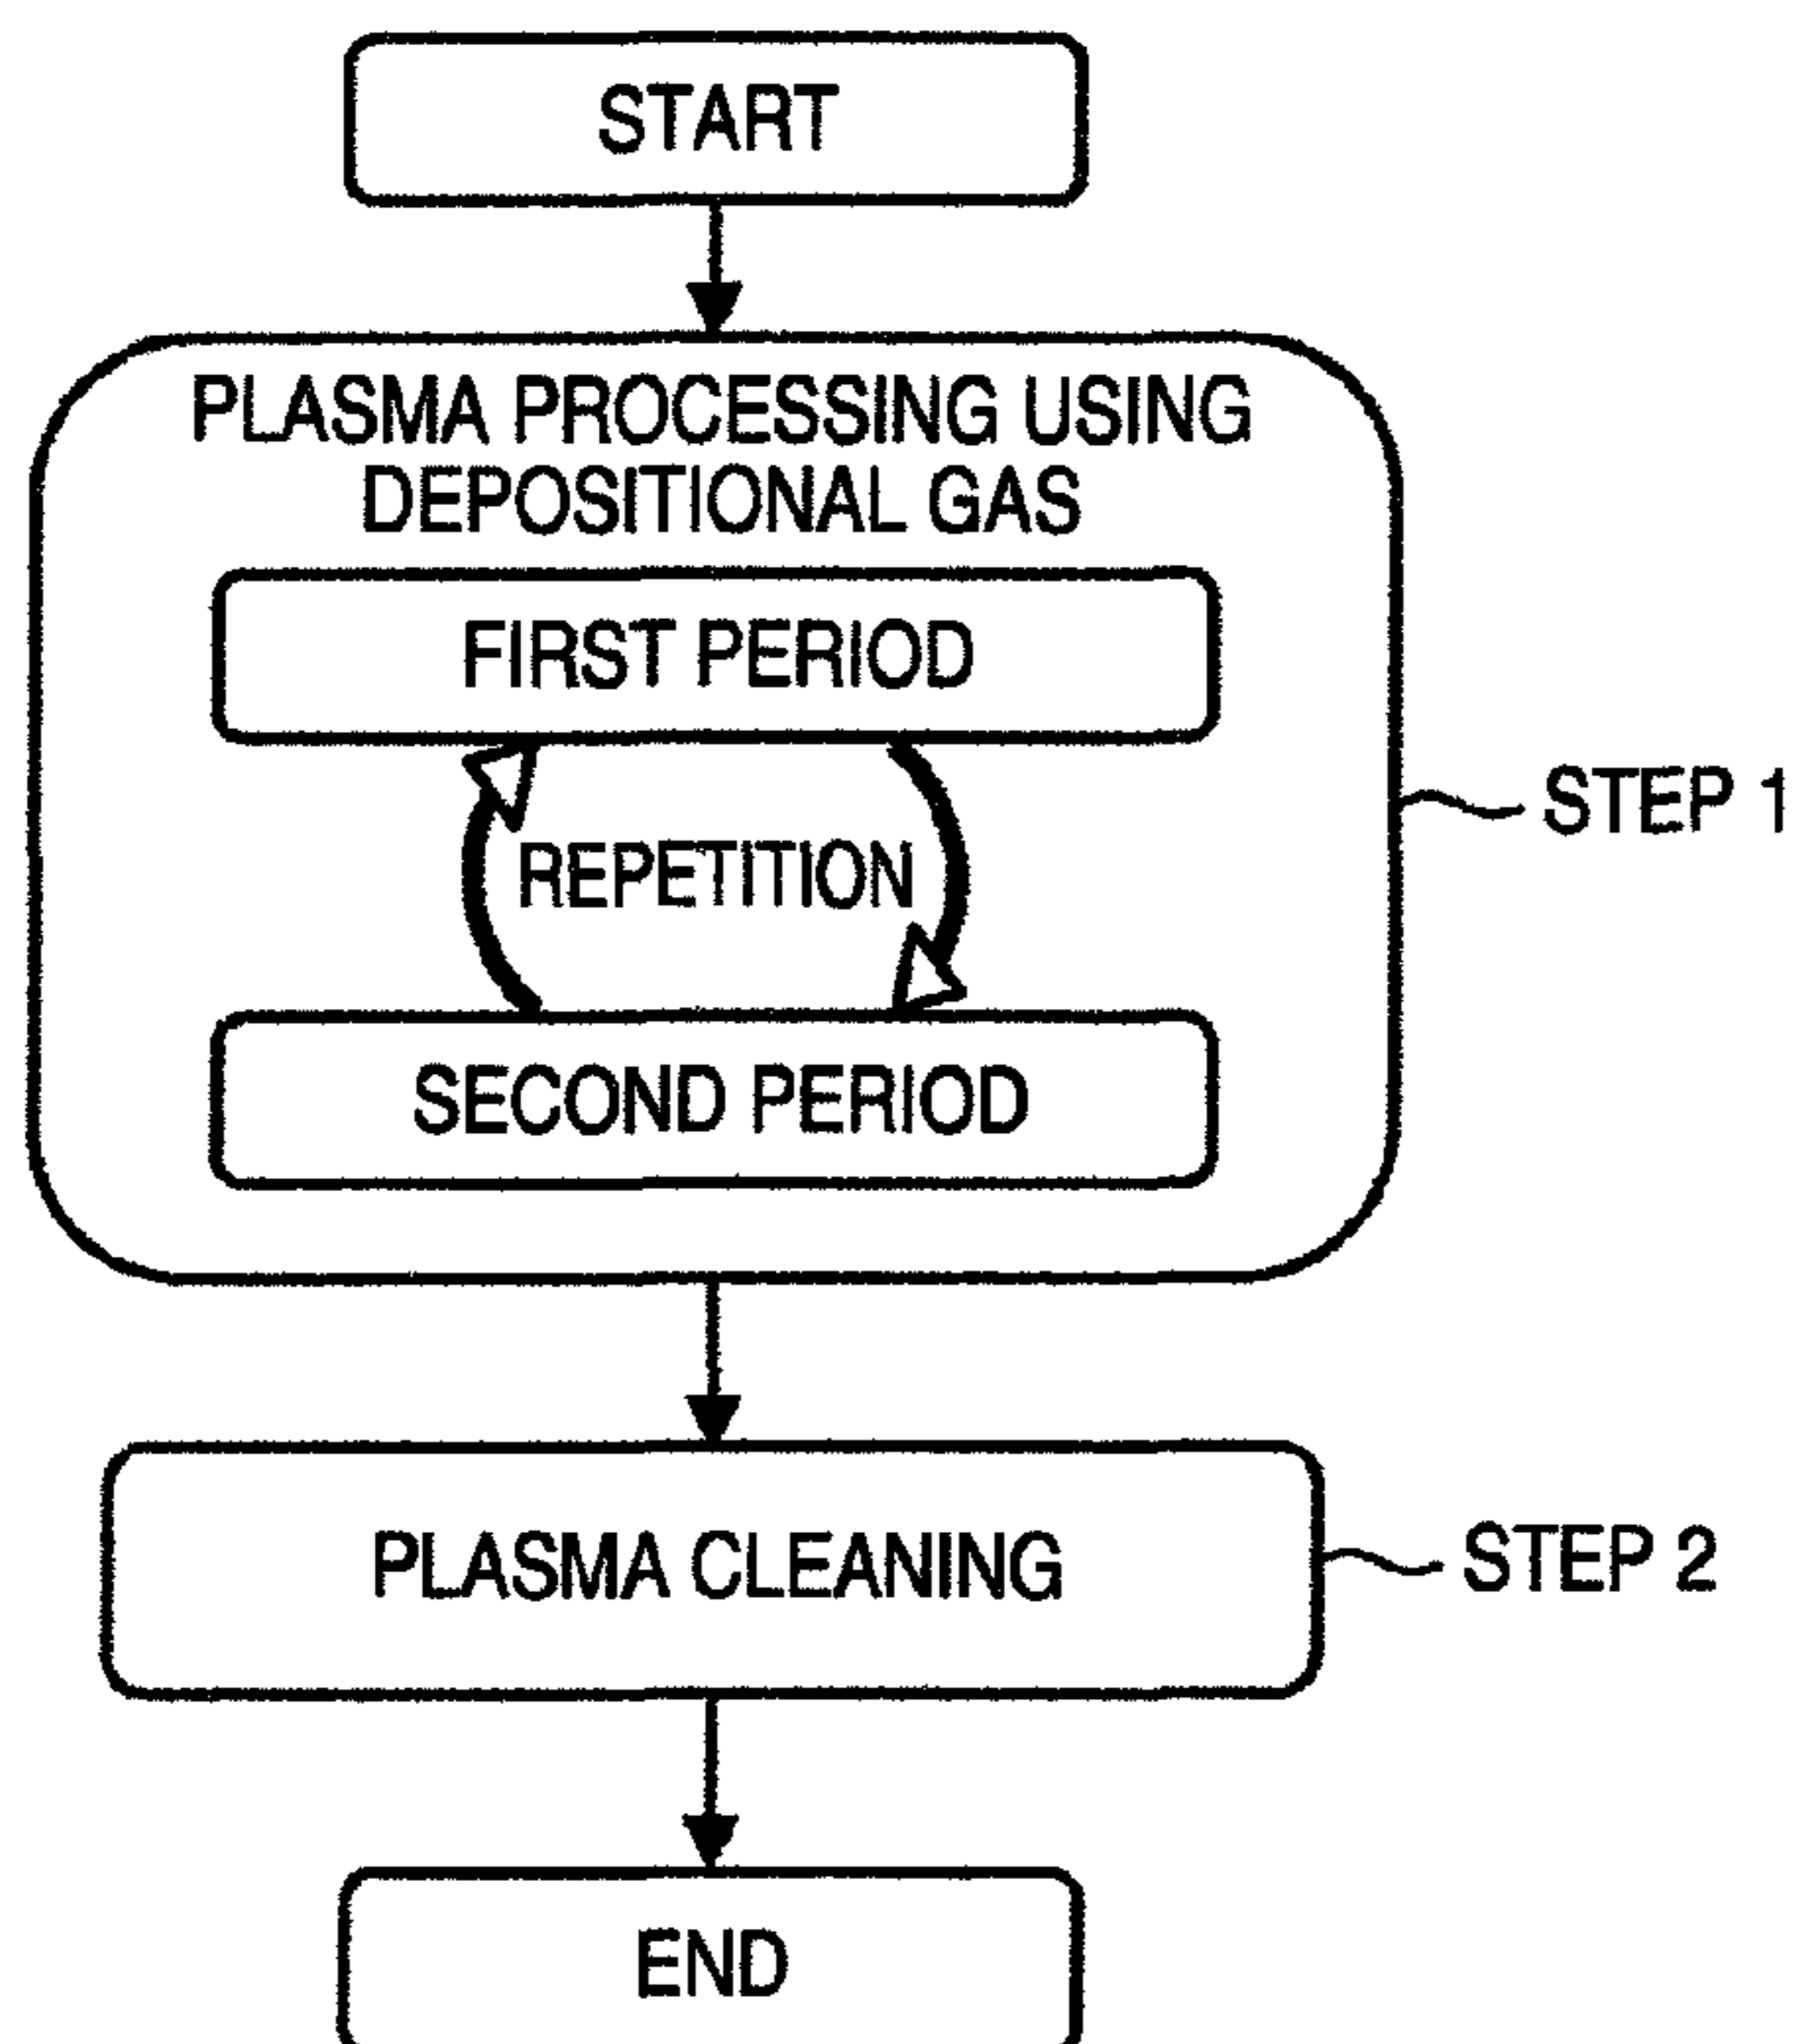 START
PLASMA PROCESSING USING
DEPOSITIONAL GAS
FIRST PERIOD
REPETITION
STEP 1
SECOND PERIOD
PLASMA CLEANING
STEP 2
END